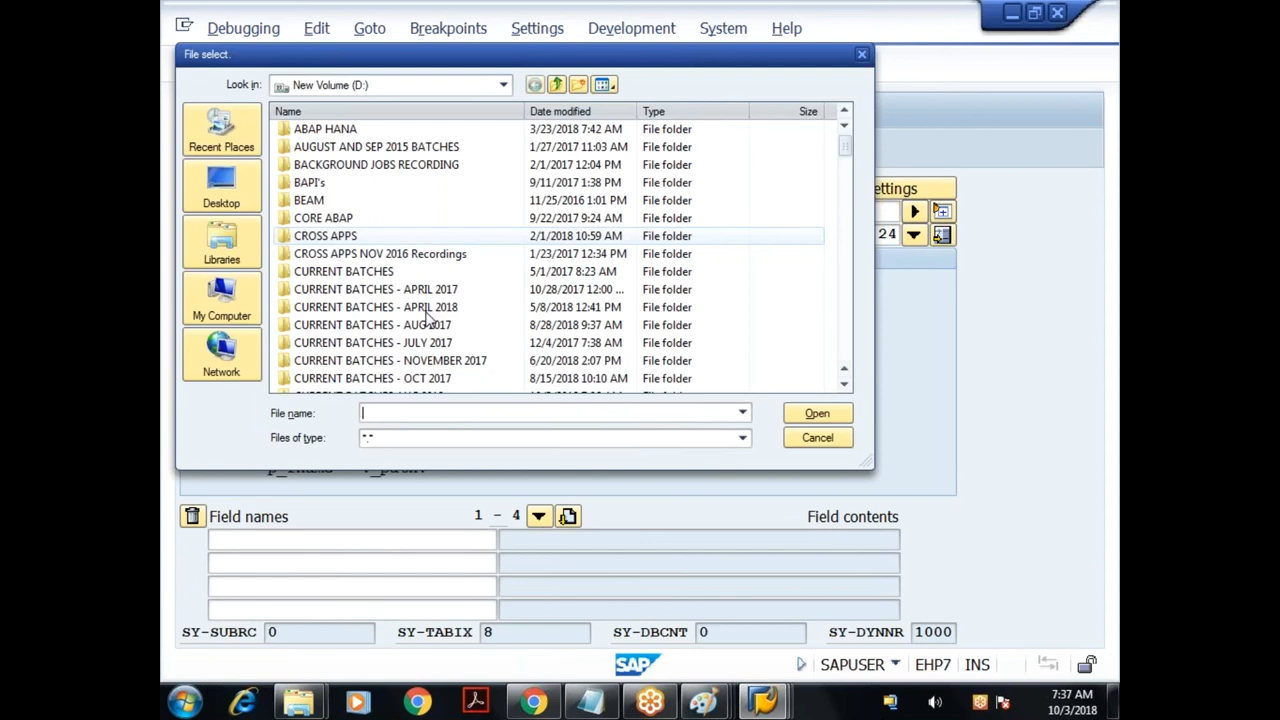 Debugging Edit Goto Breakpoints Settings System Development Help
File select.
Look in: New Volume (D:)
Name Date modified Type Size
ABAP HANA 3/23/2018 7:42 AM File folder
AUGUST AND SEP 2015 BATCHES 1/27/2017 11:03 AM File folder
BACKGROUND JOBS RECORDING 2/1/2017 12:04 PM File folder
BAPI's 9/11/2017 1:38 PM File folder
BEAM 11/25/2016 1:01 PM File folder
CORE ABAP 9/22/2017 9:24 AM File folder
CROSS APPS 2/1/2018 10:59 AM File folder
CROSS APPS NOV 2016 Recordings 1/23/2017 12:34 PM File folder
CURRENT BATCHES 5/1/2017 8:23 AM File folder
CURRENT BATCHES - APRIL 2017 10/28/2017 12:00 ... File folder
CURRENT BATCHES - APRIL 2018 5/8/2018 12:41 PM File folder
CURRENT BATCHES - AUG 2017 8/28/2018 9:37 AM File folder
CURRENT BATCHES - JULY 2017 12/4/2017 7:38 AM File folder
CURRENT BATCHES - NOVEMBER 2017 6/20/2018 2:07 PM File folder
CURRENT BATCHES - OCT 2017 8/15/2018 10:10 AM File folder
Recent Places
Desktop
Libraries
My Computer
Network
ettings
24
File name: Open
Files of type: *.* Cancel
Field names 1 - 4 Field contents
SY-SUBRC 0 SY-TABIX 8 SY-DBCNT 0 SY-DYNNR 1000
SAP SAPUSER EHP7 INS
7:37 AM
10/3/2018